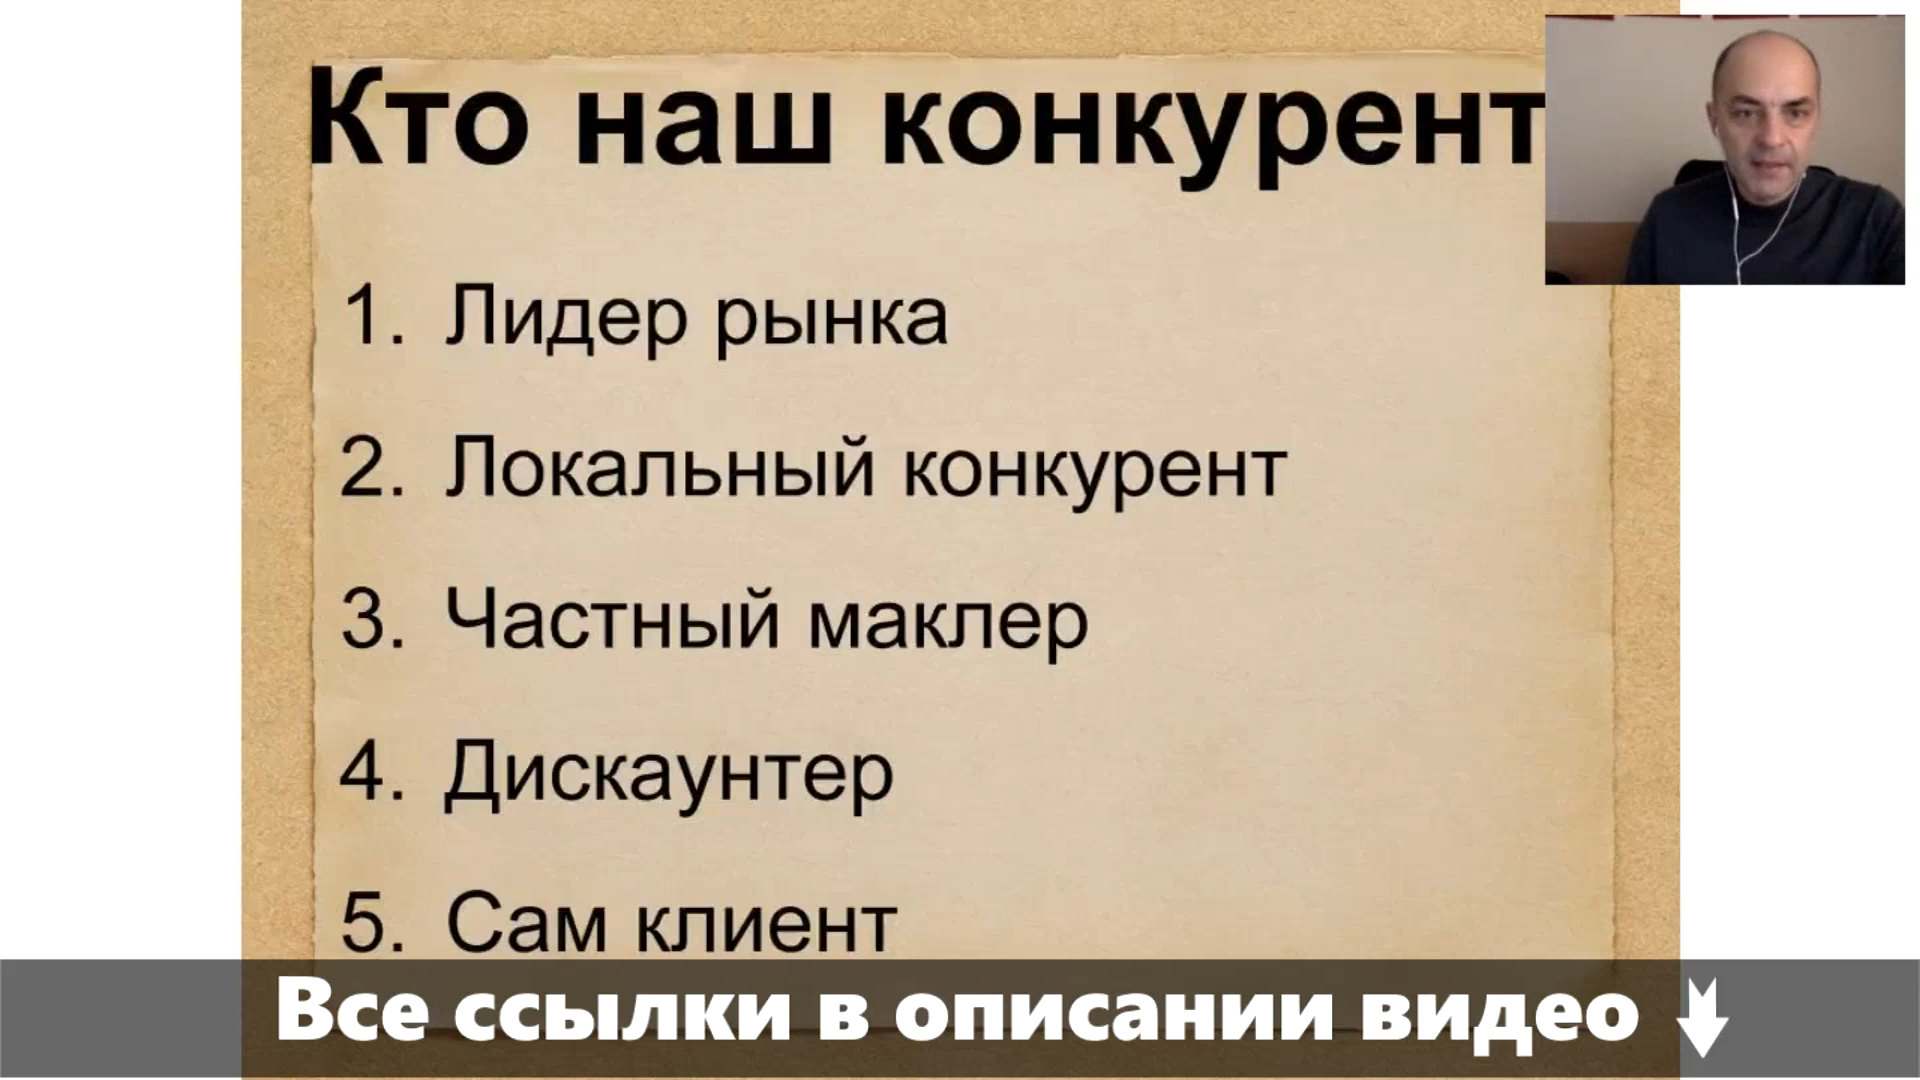 Кто наш конкурент
1. Лидер рынка
2. Локальный конкурент
3. Частный маклер
4. Дискаунтер
5. Сам клиент
Все ссылки в описании видео